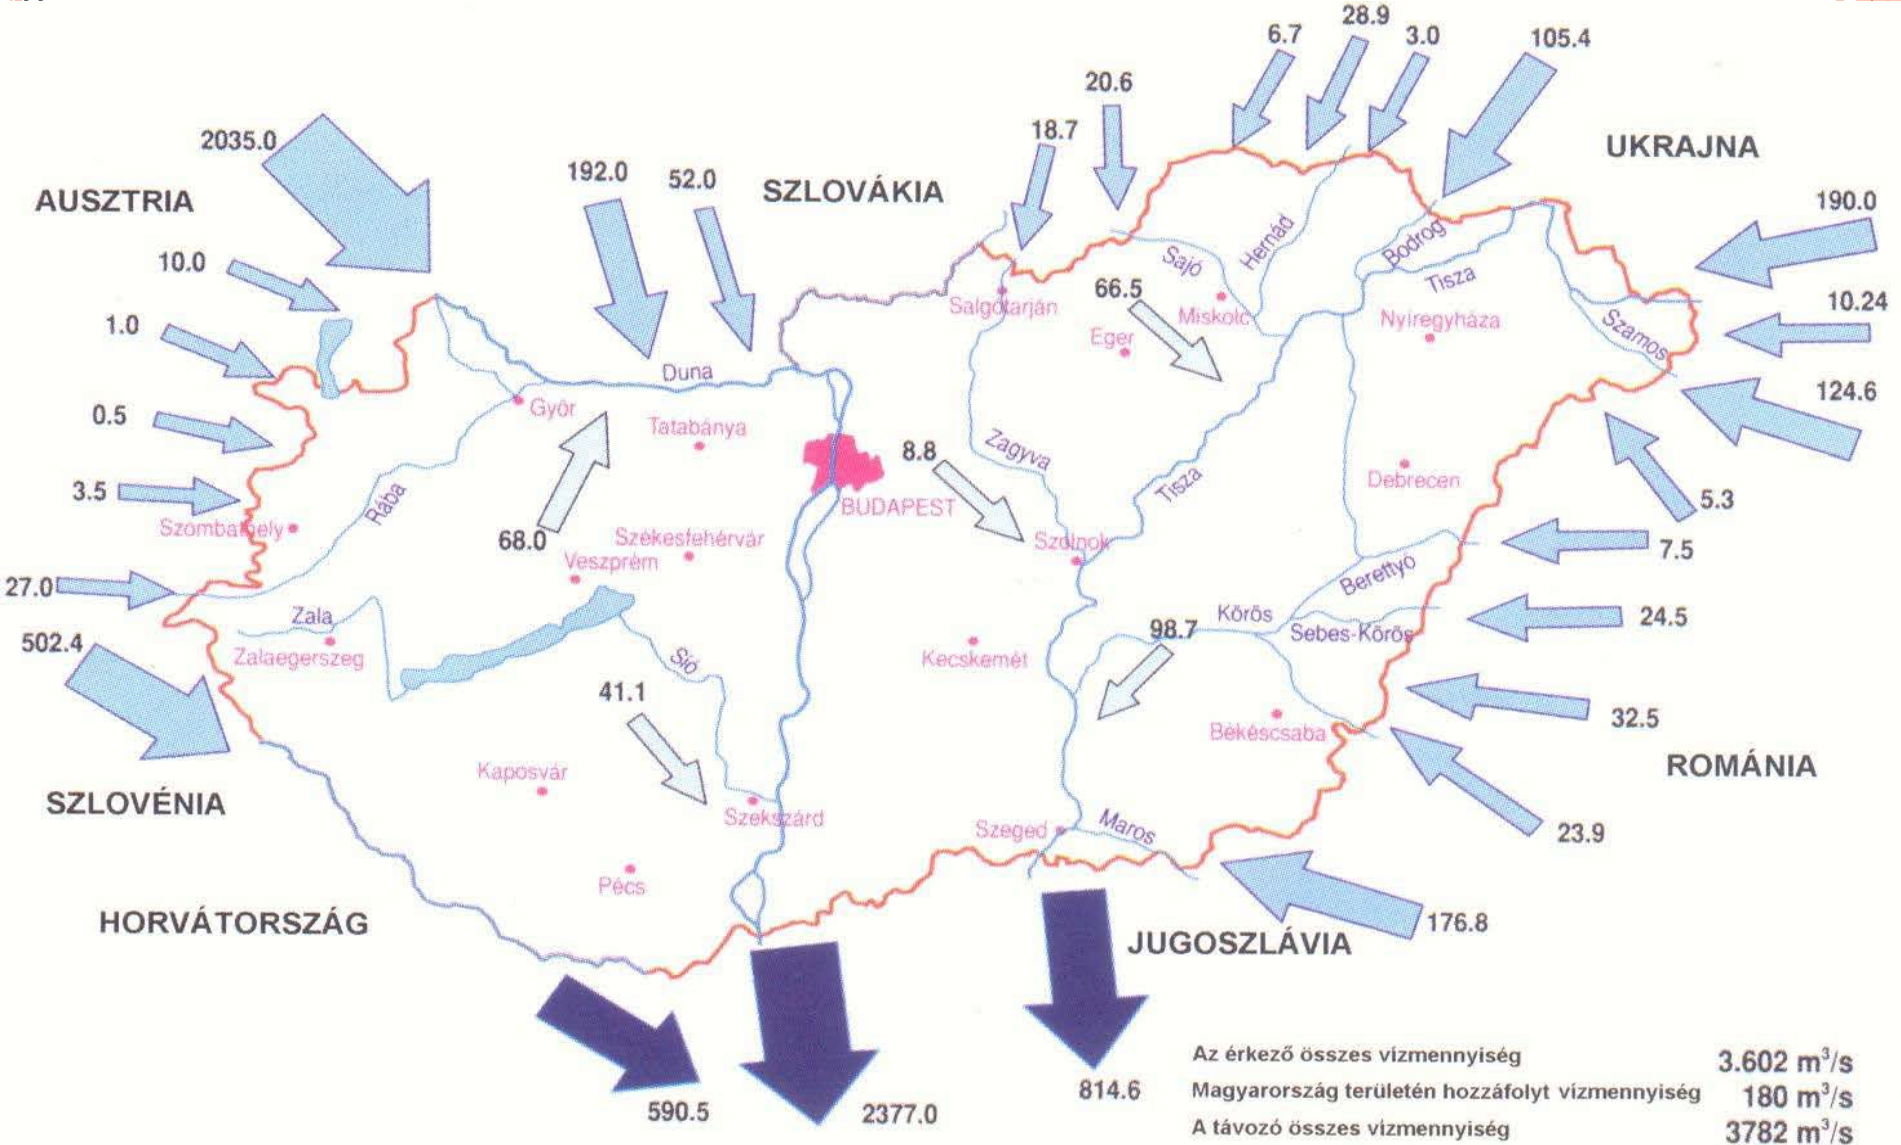 28.9
6.7
3.0
105.4
20.6
18.7
2035.0
UKRAJNA
192.0
52.0
SZLOVÁKIA
AUSZTRIA
190.0
10.0
Hernád
Bodrog
Sajó
Tisza
66.5
10.24
1.0
Salgótarján
Miskolc
Nyíregyháza
Szamos
Eger
Duna
124.6
0.5
Győr
Tatabánya
8.8
Zagyva
Debrecen
3.5
Rába
Tisza
5.3
Szombathely
BUDAPEST
68.0
Székesfehérvár
Veszprém
Szolnok
7.5
27.0
Berettyó
Zala
Kőrös
24.5
502.4
Zalaegerszeg
Sió
Kecskemét
98.7
Sebes-Kőrös
41.1
32.5
Békéscsaba
ROMÁNIA
Kaposvár
SZLOVÉNIA
Szekszárd
Szeged
Maros
23.9
Pécs
HORVÁTORSZÁG
176.8
JUGOSZLÁVIA
590.5
2377.0
814.6
Az érkező összes vízmennyiség 3.602 m³/s
Magyarország területén hozzáfolyt vízmennyiség 180 m³/s
A távozó összes vízmennyiség 3782 m³/s